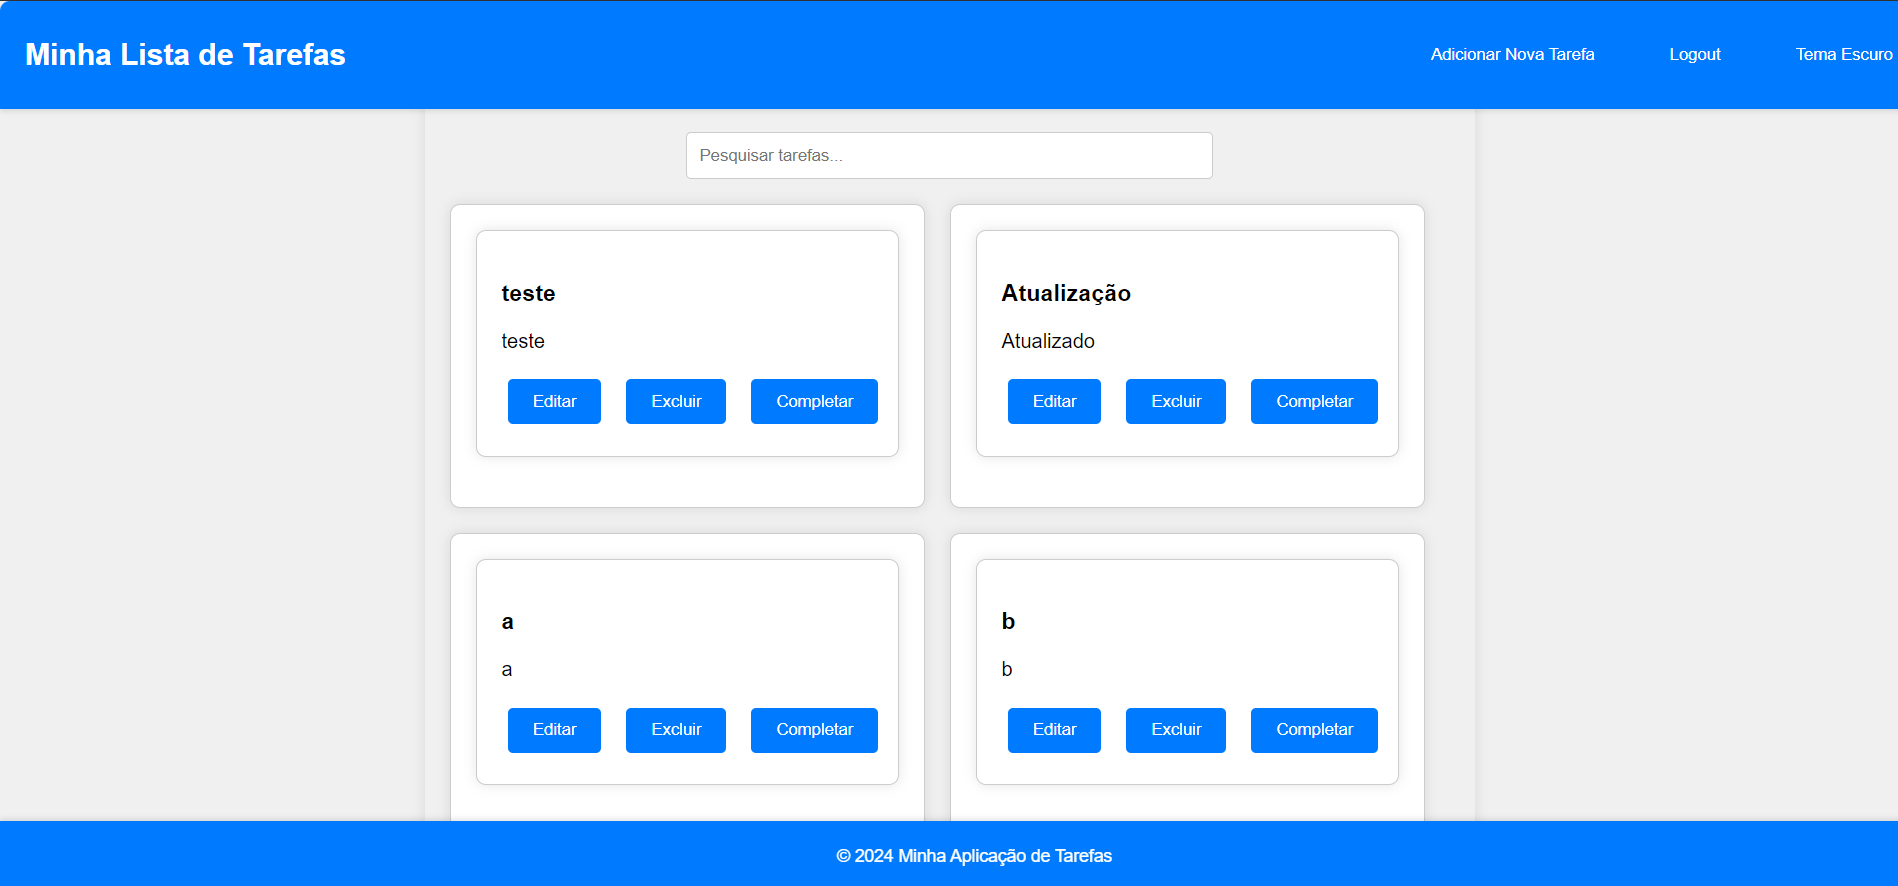 Minha Lista de Tarefas
Adicionar Nova Tarefa
Logout
Tema Escuro
Pesquisar tarefas...
teste
teste
Editar
Excluir
Completar
Atualização
Atualizado
Editar
Excluir
Completar
a
a
Editar
Excluir
Completar
b
b
Editar
Excluir
Completar
© 2024 Minha Aplicação de Tarefas